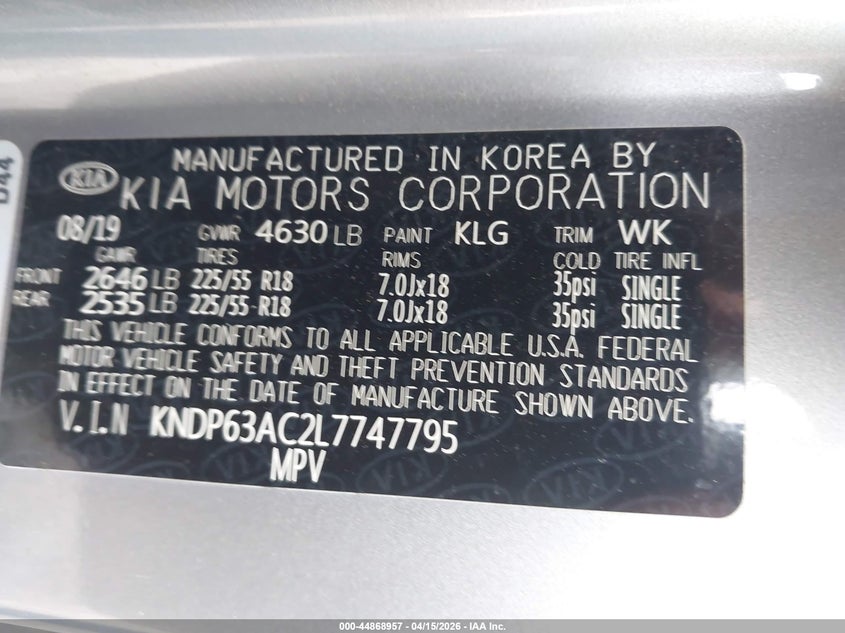 D44
KIA MANUFACTURED IN KOREA BY
KIA MOTORS CORPORATION
08/19 GVWR 4630 LB PAINT KLG TRIM WK
GAWR TIRES RIMS COLD TIRE INFL
FRONT 2646 LB 225/55 R18 7.0Jx18 35psi SINGLE
REAR 2535 LB 225/55 R18 7.0Jx18 35psi SINGLE
THIS VEHICLE CONFORMS TO ALL APPLICABLE U.S.A. FEDERAL
MOTOR VEHICLE SAFETY AND THEFT PREVENTION STANDARDS
IN EFFECT ON THE DATE OF MANUFACTURE SHOWN ABOVE.
V.I.N KNDP63AC2L7747795
MPV
000-44868957 - 04/15/2026 - IAA Inc.